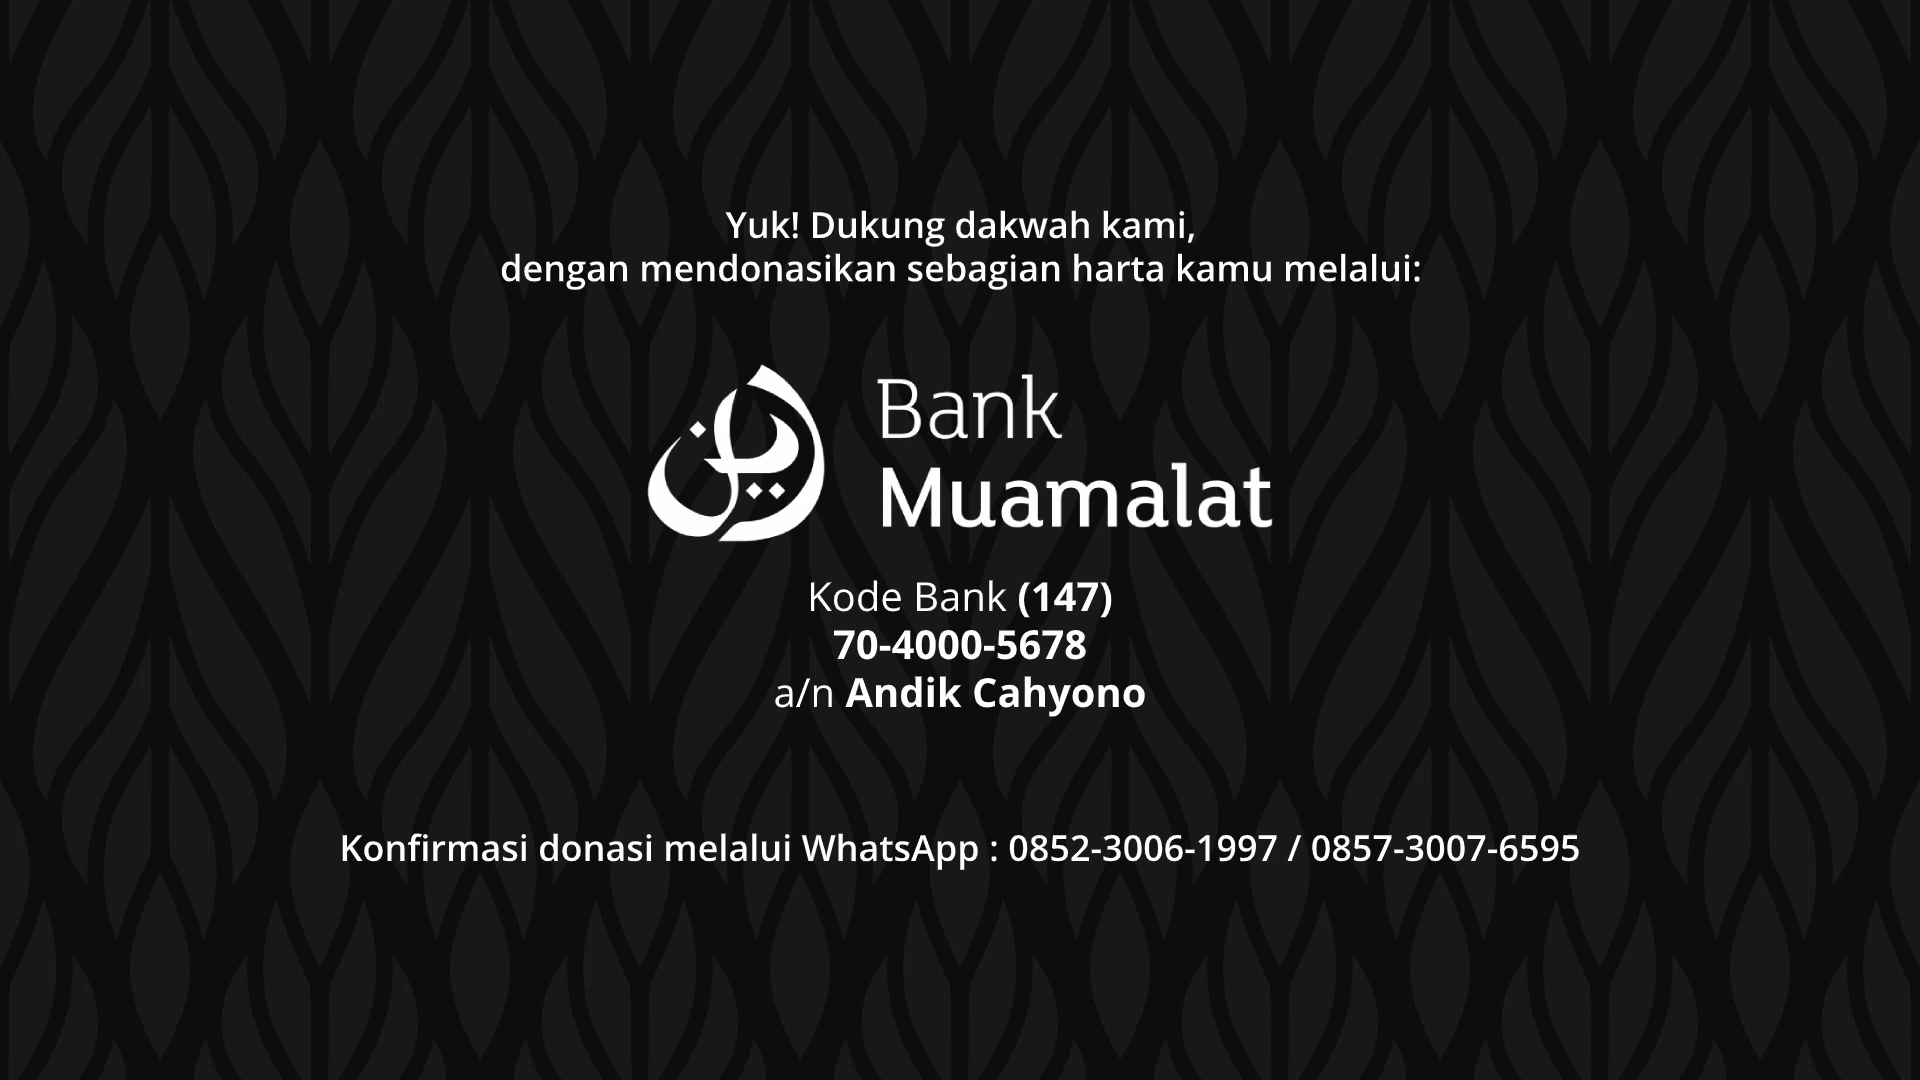 Yuk! Dukung dakwah kami,
dengan mendonasikan sebagian harta kamu melalui:
Bank
Muamalat
Kode Bank (147)
70-4000-5678
a/n Andik Cahyono
Konfirmasi donasi melalui WhatsApp : 0852-3006-1997 / 0857-3007-6595